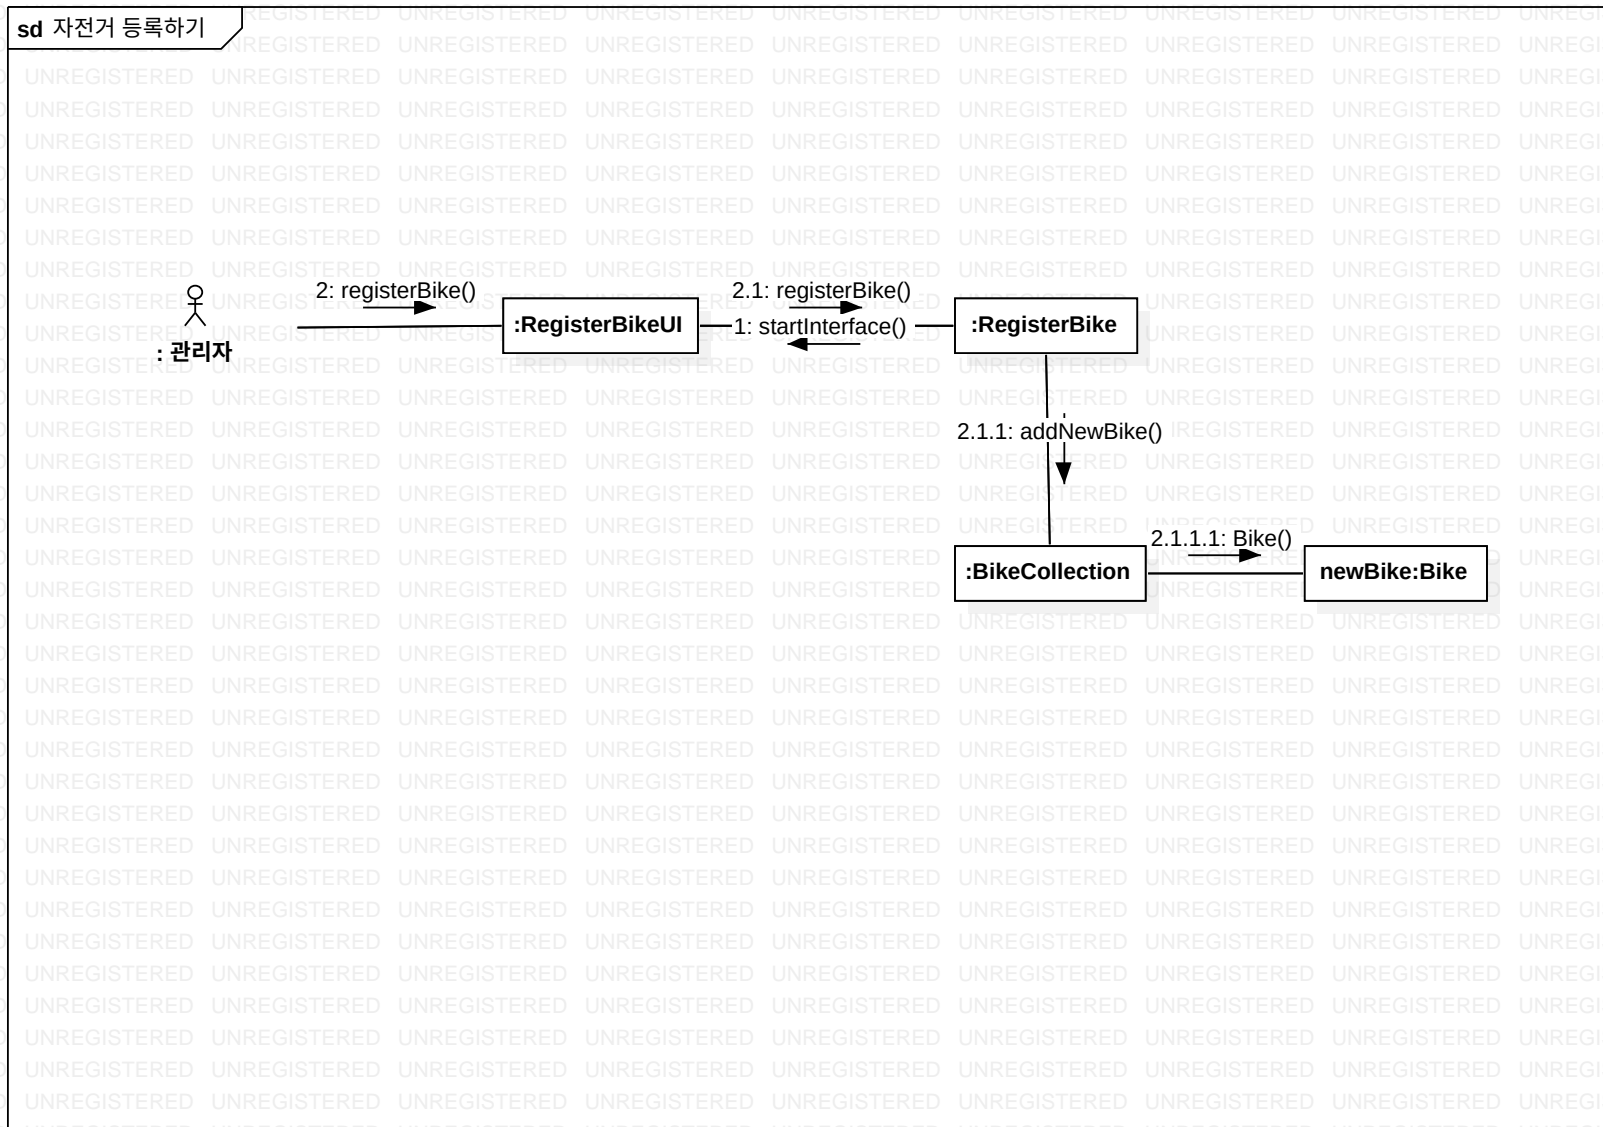 sd 자전거 등록하기
2: registerBike()
2.1: registerBike()
: 관리자
:RegisterBikeUI
1: startInterface()
:RegisterBike
2.1.1: addNewBike()
2.1.1.1: Bike()
:BikeCollection
newBike:Bike
UNREGISTERED